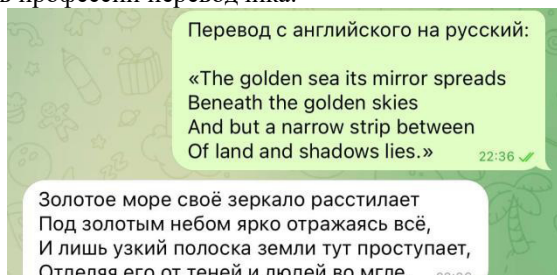 в профессии переводчика.
Перевод с английского на русский:
«The golden sea its mirror spreads
Beneath the golden skies
And but a narrow strip between
Of land and shadows lies.»
22:36
Золотое море своё зеркало расстилает
Под золотым небом ярко отражаясь всё,
И лишь узкий полоска земли тут проступает,
Отделяя его от теней и людей во мгле.